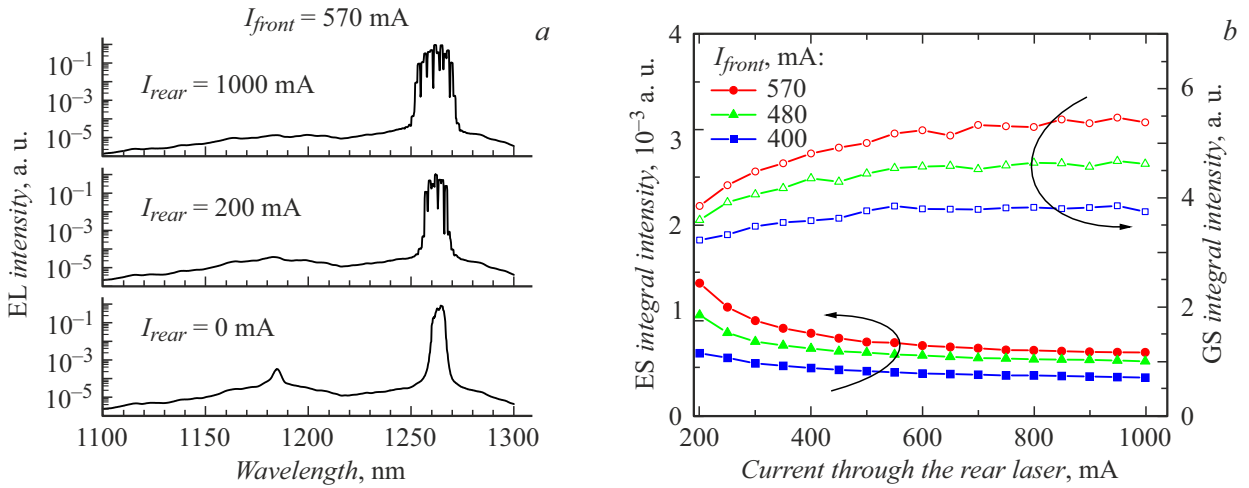 I_front = 570 mA
a
I_rear = 1000 mA
10⁻¹
10⁻³
10⁻⁵
I_rear = 200 mA
10⁻¹
10⁻³
10⁻⁵
I_rear = 0 mA
10⁻¹
10⁻³
10⁻⁵
EL intensity, a. u.
1100 1150 1200 1250 1300
Wavelength, nm
b
I_front, mA:
570
480
400
4
3
2
1
0
ES integral intensity, 10⁻³ a. u.
6
4
2
0
GS integral intensity, a. u.
200 400 600 800 1000
Current through the rear laser, mA